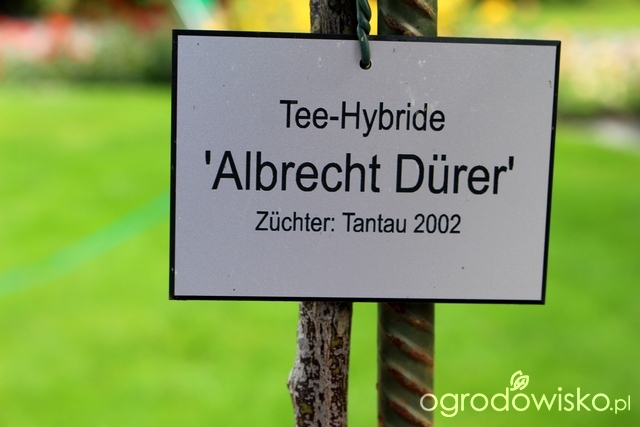 Tee-Hybride
'Albrecht Dürer'
Züchter: Tantau 2002
ogrodowisko.pl